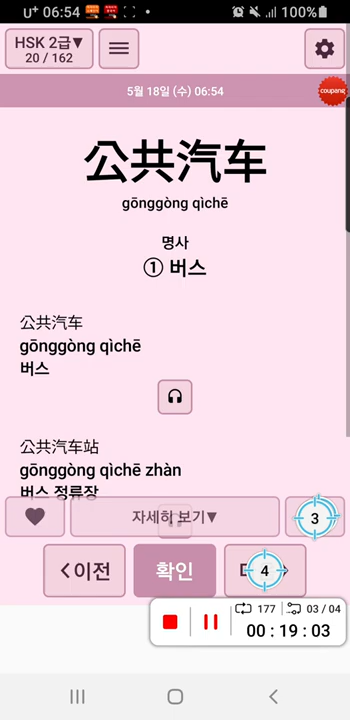 U⁺ 06:54 100%
HSK 2급▼
20 / 162
5월 18일 (수) 06:54
coupang
公共汽车
gōnggòng qìchē
명사
① 버스
公共汽车
gōnggòng qìchē
버스
公共汽车站
gōnggòng qìchē zhàn
버스 정류장
자세히 보기▼
3
이전
확인
4
177 03 / 04
00 : 19 : 03